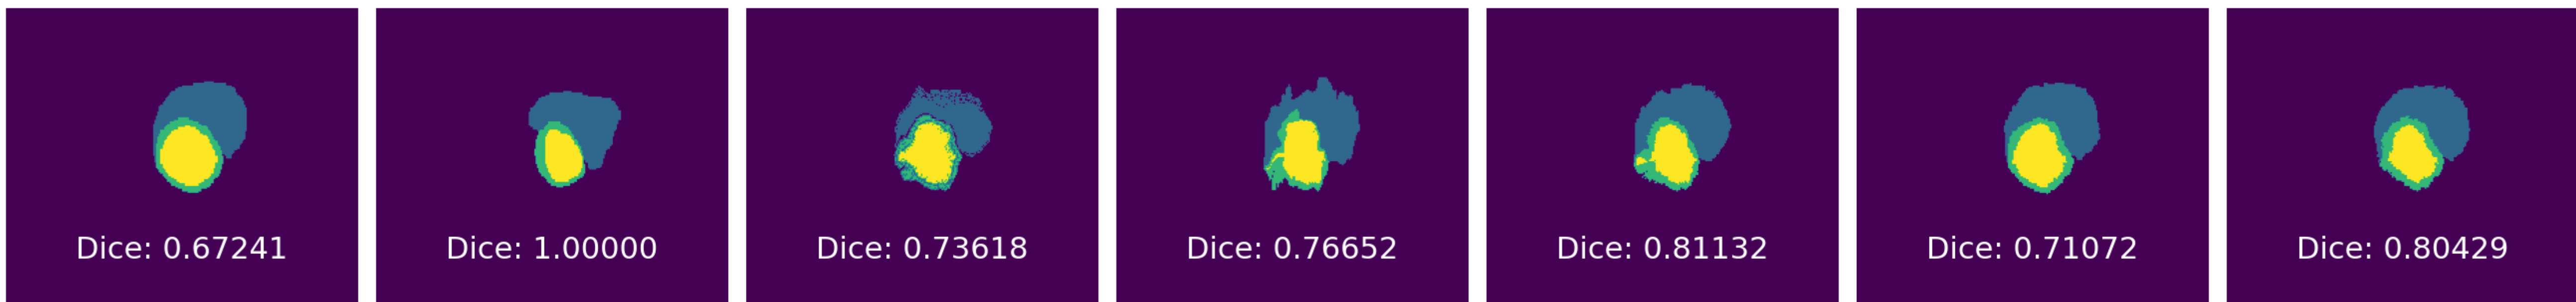 Dice: 0.67241
Dice: 1.00000
Dice: 0.73618
Dice: 0.76652
Dice: 0.81132
Dice: 0.71072
Dice: 0.80429